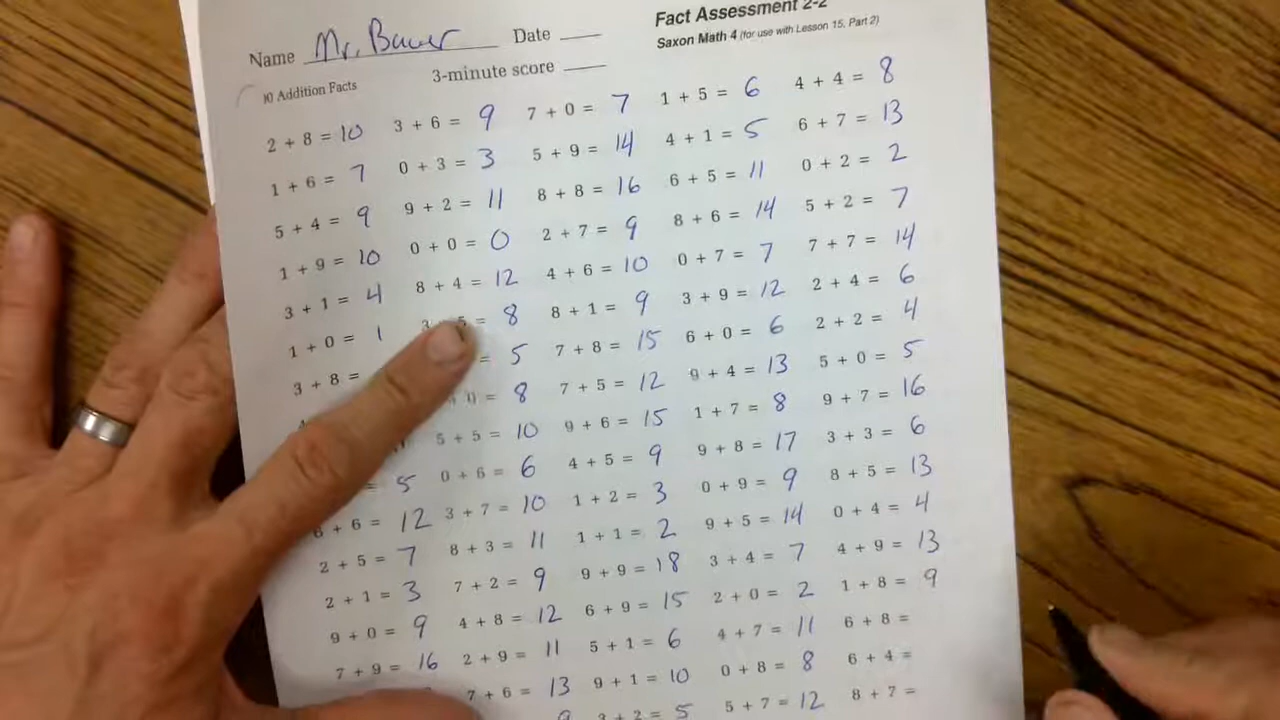 Fact Assessment 2-2
Saxon Math 4 (for use with Lesson 15, Part 2)
Name Mr. Bauer Date
3-minute score
10 Addition Facts
2 + 8 = 10 3 + 6 = 9 7 + 0 = 7 1 + 5 = 6 4 + 4 = 8
1 + 6 = 7 0 + 3 = 3 5 + 9 = 14 4 + 1 = 5 6 + 7 = 13
5 + 4 = 9 9 + 2 = 11 8 + 8 = 16 6 + 5 = 11 0 + 2 = 2
1 + 9 = 10 0 + 0 = 0 2 + 7 = 9 8 + 6 = 14 5 + 2 = 7
3 + 1 = 4 8 + 4 = 12 4 + 6 = 10 0 + 7 = 7 7 + 7 = 14
1 + 0 = 1 3 5 = 8 8 + 1 = 9 3 + 9 = 12 2 + 4 = 6
3 + 8 = = 5 7 + 8 = 15 6 + 0 = 6 2 + 2 = 4
0 = 8 7 + 5 = 12 9 + 4 = 13 5 + 0 = 5
5 + 5 = 10 9 + 6 = 15 1 + 7 = 8 9 + 7 = 16
= 5 0 + 6 = 6 4 + 5 = 9 9 + 8 = 17 3 + 3 = 6
6 + 6 = 12 3 + 7 = 10 1 + 2 = 3 0 + 9 = 9 8 + 5 = 13
2 + 5 = 7 8 + 3 = 11 1 + 1 = 2 9 + 5 = 14 0 + 4 = 4
2 + 1 = 3 7 + 2 = 9 9 + 9 = 18 3 + 4 = 7 4 + 9 = 13
9 + 0 = 9 4 + 8 = 12 6 + 9 = 15 2 + 0 = 2 1 + 8 = 9
7 + 9 = 16 2 + 9 = 11 5 + 1 = 6 4 + 7 = 11 6 + 8 =
7 + 6 = 13 9 + 1 = 10 0 + 8 = 8 6 + 4 =
9 3 + 2 = 5 5 + 7 = 12 8 + 7 =